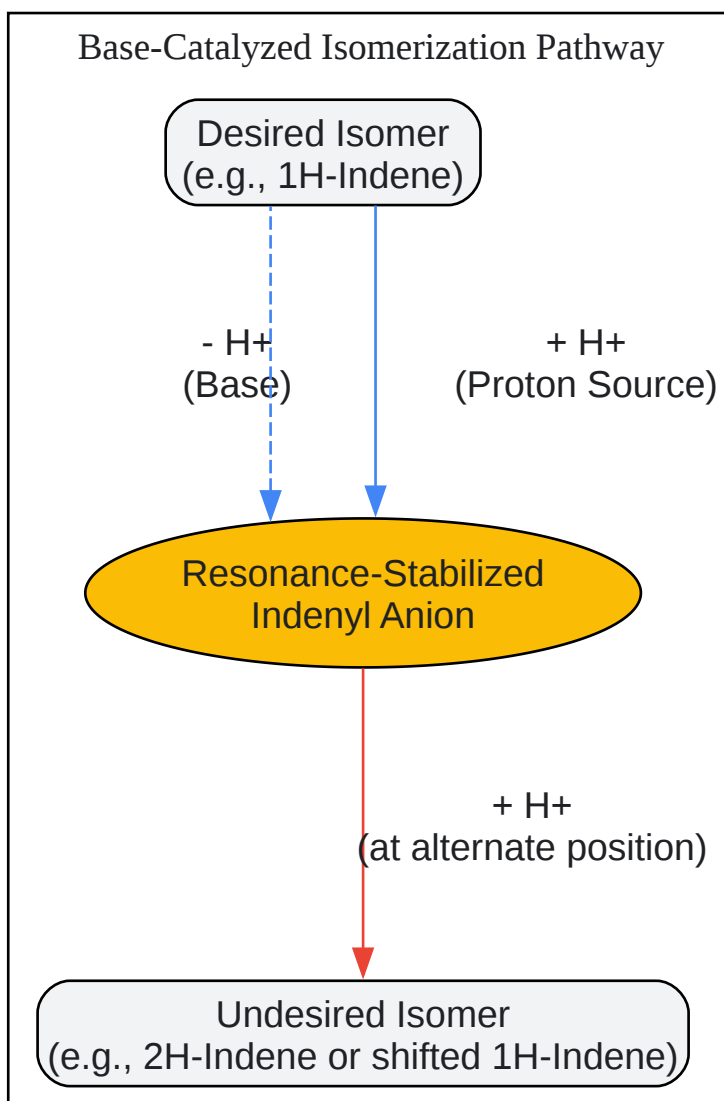 Base-Catalyzed Isomerization Pathway
Desired Isomer
(e.g., 1H-Indene)
- H+
(Base)
+ H+
(Proton Source)
Resonance-Stabilized
Indenyl Anion
+ H+
(at alternate position)
Undesired Isomer
(e.g., 2H-Indene or shifted 1H-Indene)